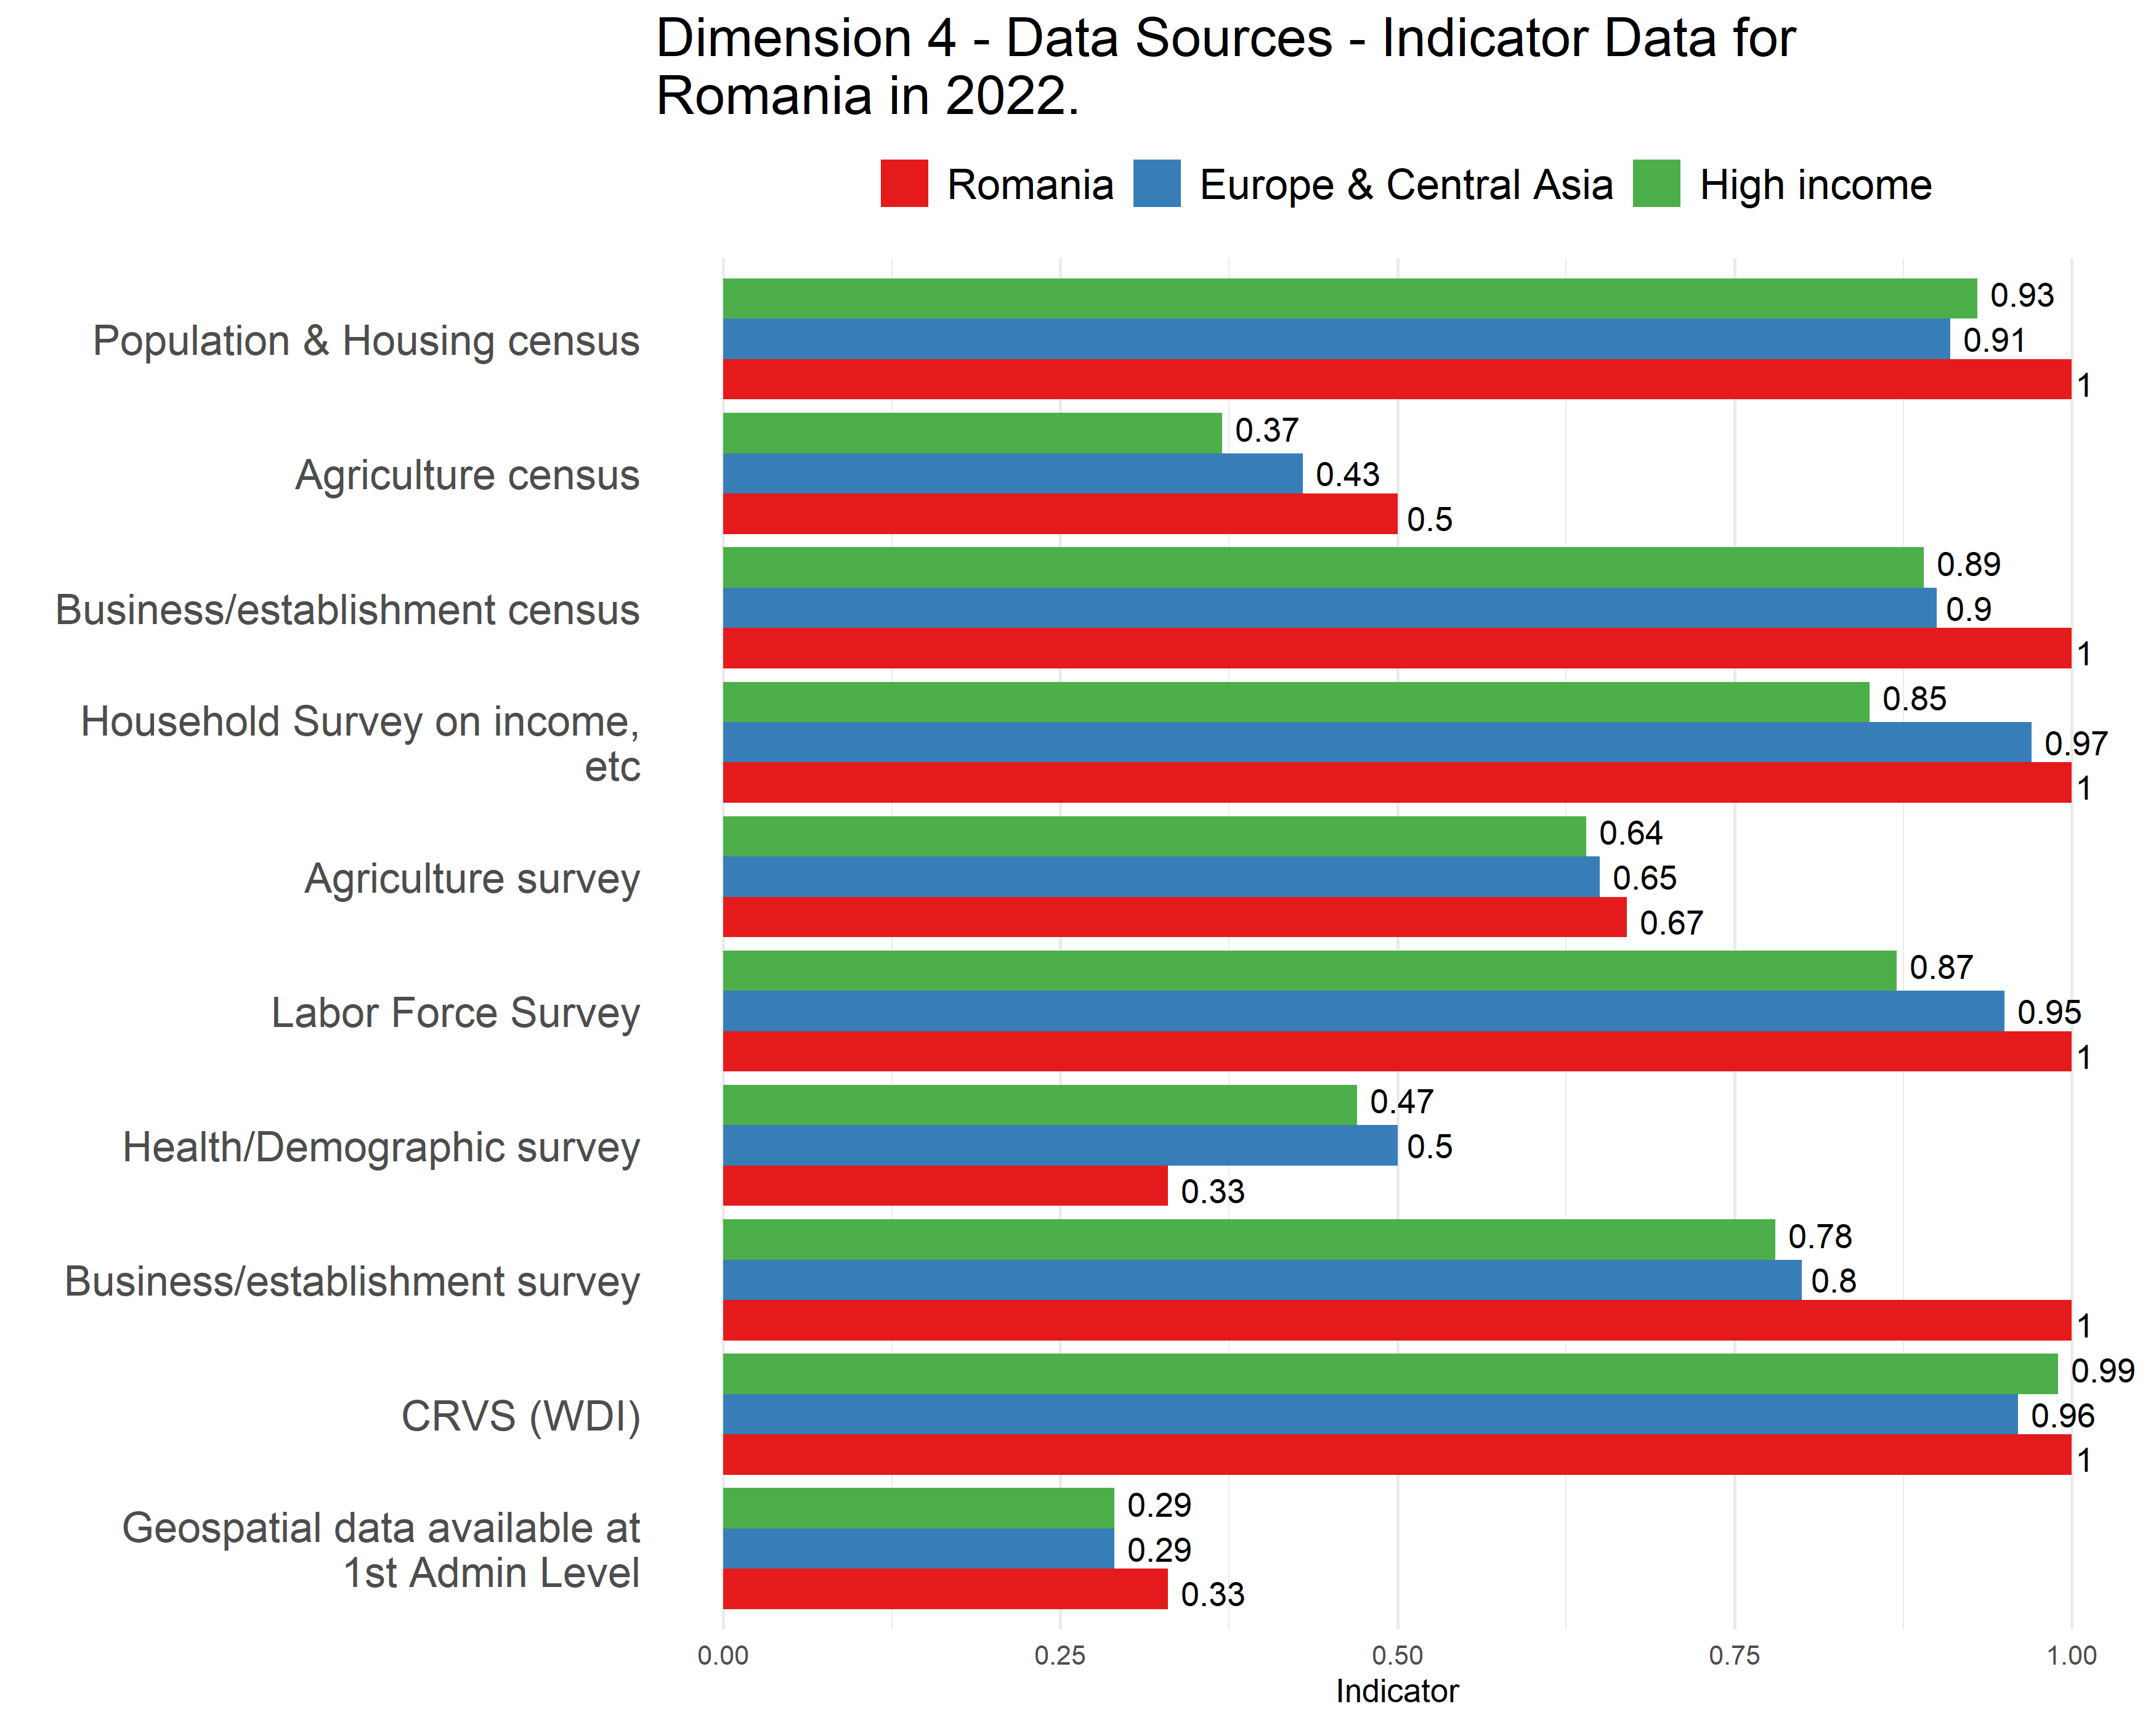 Dimension 4 - Data Sources - Indicator Data for
Romania in 2022.
Romania
Europe & Central Asia
High income
Population & Housing census
0.93
0.91
1
Agriculture census
0.37
0.43
0.5
Business/establishment census
0.89
0.9
1
Household Survey on income,
etc
0.85
0.97
1
Agriculture survey
0.64
0.65
0.67
Labor Force Survey
0.87
0.95
1
Health/Demographic survey
0.47
0.5
0.33
Business/establishment survey
0.78
0.8
1
CRVS (WDI)
0.99
0.96
1
Geospatial data available at
1st Admin Level
0.29
0.29
0.33
0.00
0.25
0.50
0.75
1.00
Indicator